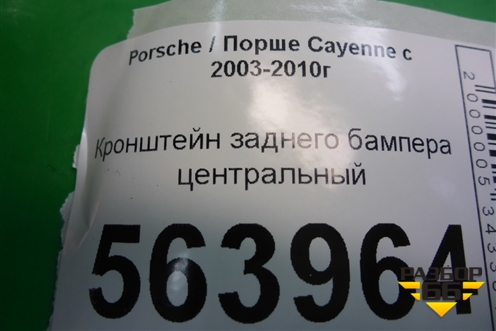 Porsche / Порше Cayenne с
2003-2010г
Кронштейн заднего бампера
центральный
563964
РАЗБОР
66